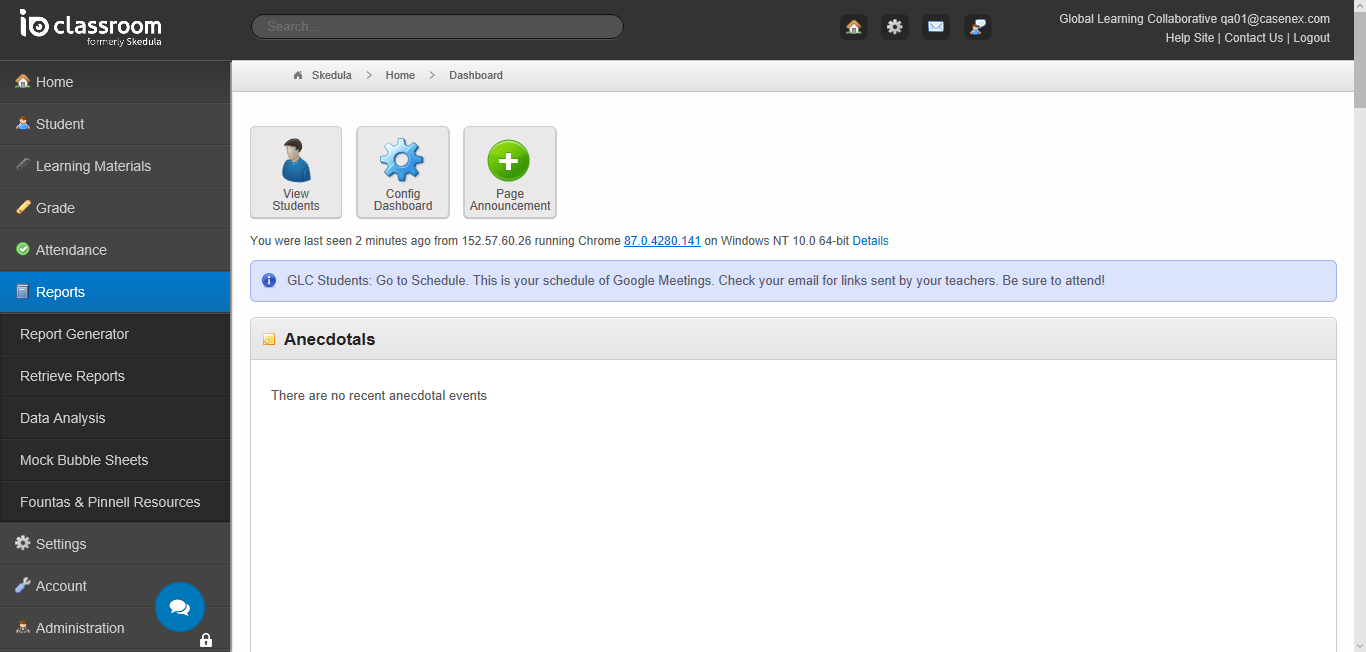 io classroom
formerly Skedula
Search...
Global Learning Collaborative qa01@casenex.com
Help Site | Contact Us | Logout
Home
Student
Learning Materials
Grade
Attendance
Reports
Report Generator
Retrieve Reports
Data Analysis
Mock Bubble Sheets
Fountas & Pinnell Resources
Settings
Account
Administration
Skedula > Home > Dashboard
View
Students
Config
Dashboard
Page
Announcement
You were last seen 2 minutes ago from 152.57.60.26 running Chrome 87.0.4280.141 on Windows NT 10.0 64-bit Details
GLC Students: Go to Schedule. This is your schedule of Google Meetings. Check your email for links sent by your teachers. Be sure to attend!
Anecdotals
There are no recent anecdotal events